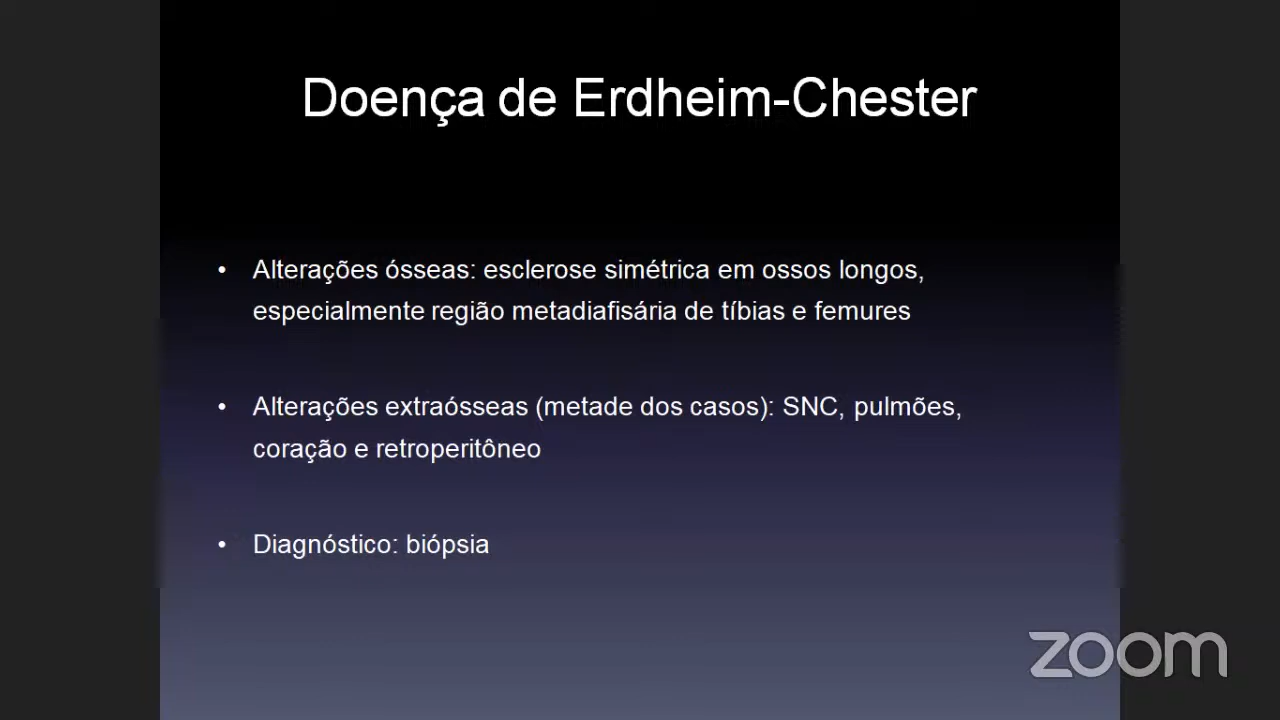 Doença de Erdheim-Chester
• Alterações ósseas: esclerose simétrica em ossos longos,
especialmente região metadiafisária de tíbias e femures
• Alterações extraósseas (metade dos casos): SNC, pulmões,
coração e retroperitôneo
• Diagnóstico: biópsia
zoom